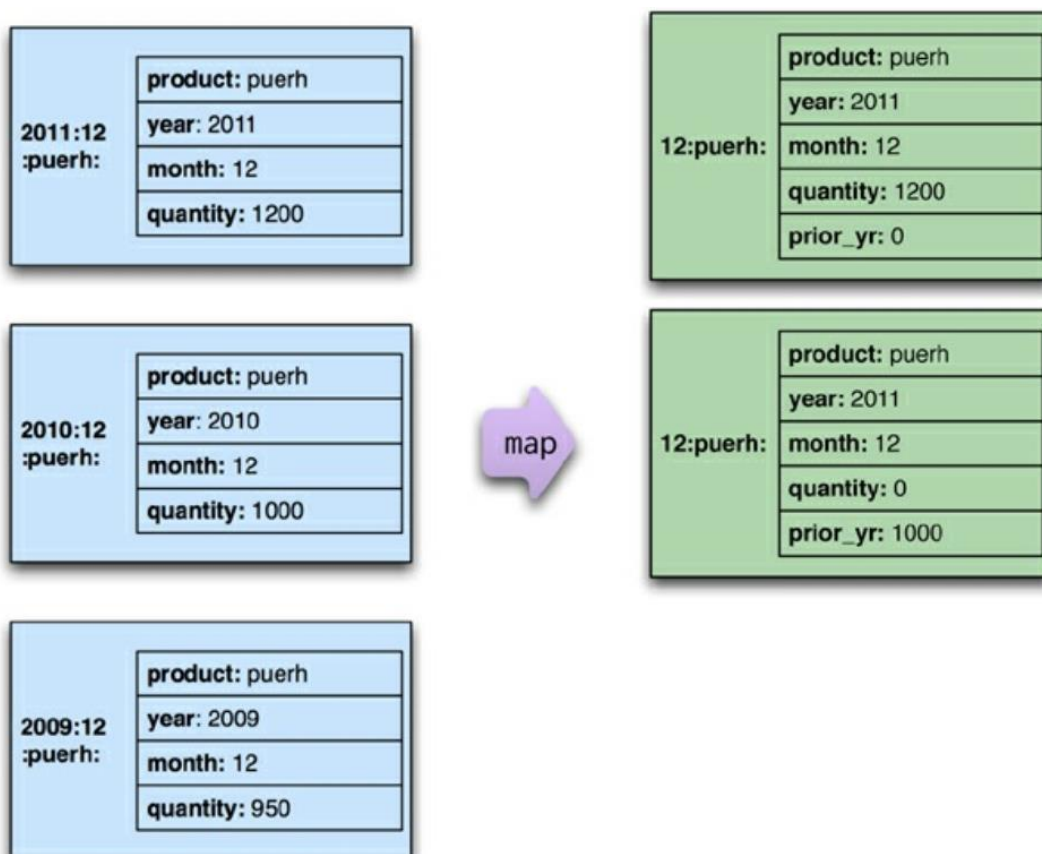 2011:12
:puerh:
product: puerh
year: 2011
month: 12
quantity: 1200
2010:12
:puerh:
product: puerh
year: 2010
month: 12
quantity: 1000
2009:12
:puerh:
product: puerh
year: 2009
month: 12
quantity: 950
map
12:puerh:
product: puerh
year: 2011
month: 12
quantity: 1200
prior_yr: 0
12:puerh:
product: puerh
year: 2011
month: 12
quantity: 0
prior_yr: 1000